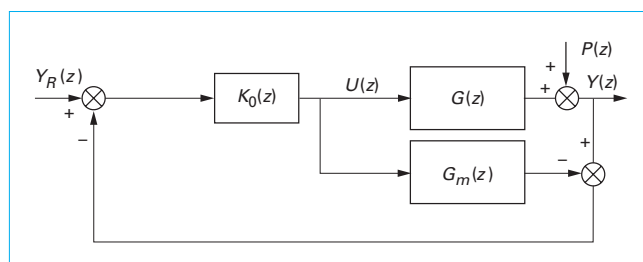 P(z)
Y_R(z)
+
K_0(z)
U(z)
G(z)
+
Y(z)
+
−
+
G_m(z)
−